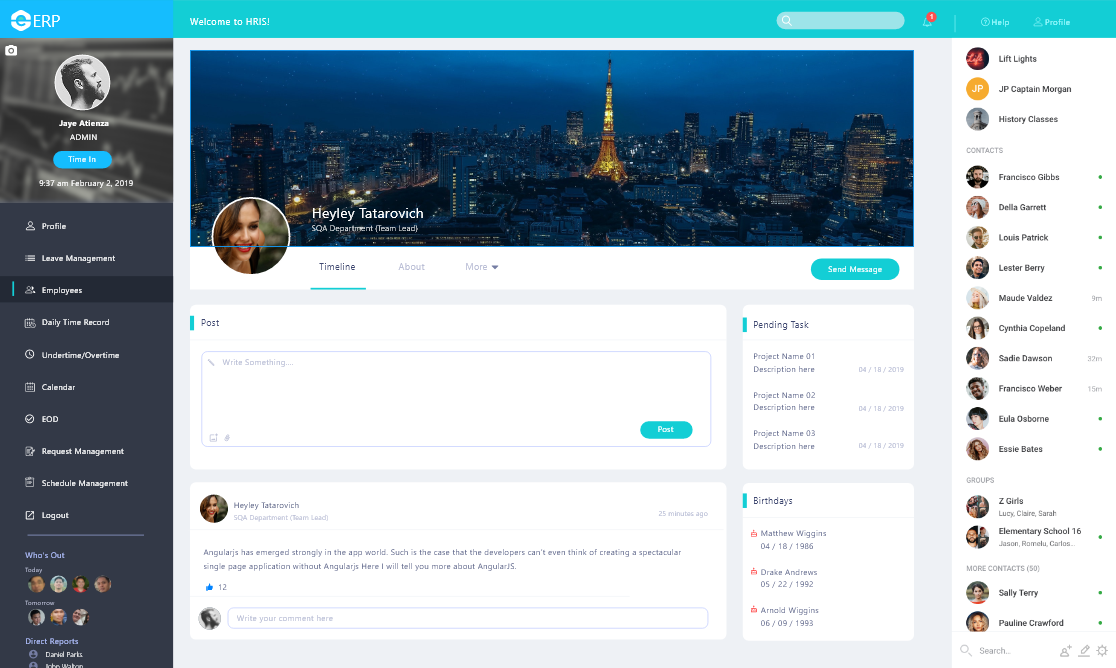 ERP
Welcome to HRIS!
1
Help
Profile
Jaye Atienza
ADMIN
Time In
9:37 am February 2, 2019
Profile
Leave Management
Employees
Daily Time Record
Undertime/Overtime
Calendar
EOD
Request Management
Schedule Management
Logout
Who's Out
Today
Tomorrow
Direct Reports
Daniel Parks
John Walton
Heyley Tatarovich
SQA Department (Team Lead)
Timeline
About
More
Send Message
Post
Write Something....
Post
Heyley Tatarovich
SQA Department (Team Lead)
25 minutes ago
Angularjs has emerged strongly in the app world. Such is the case that the developers can't even think of creating a spectacular
single page application without Angularjs Here I will tell you more about AngularJS.
12
Write your comment here
Pending Task
Project Name 01
Description here 04 / 18 / 2019
Project Name 02
Description here 04 / 18 / 2019
Project Name 03
Description here 04 / 18 / 2019
Birthdays
Matthew Wiggins
04 / 18 / 1986
Drake Andrews
05 / 22 / 1992
Arnold Wiggins
06 / 09 / 1993
Lift Lights
JP
JP Captain Morgan
History Classes
CONTACTS
Francisco Gibbs
Della Garrett
Louis Patrick
Lester Berry
Maude Valdez 9m
Cynthia Copeland
Sadie Dawson 32m
Francisco Weber 15m
Eula Osborne
Essie Bates
GROUPS
Z Girls
Lucy, Claire, Sarah
Elementary School 16
Jason, Romelu, Carlos...
MORE CONTACTS (50)
Sally Terry
Pauline Crawford
Search...